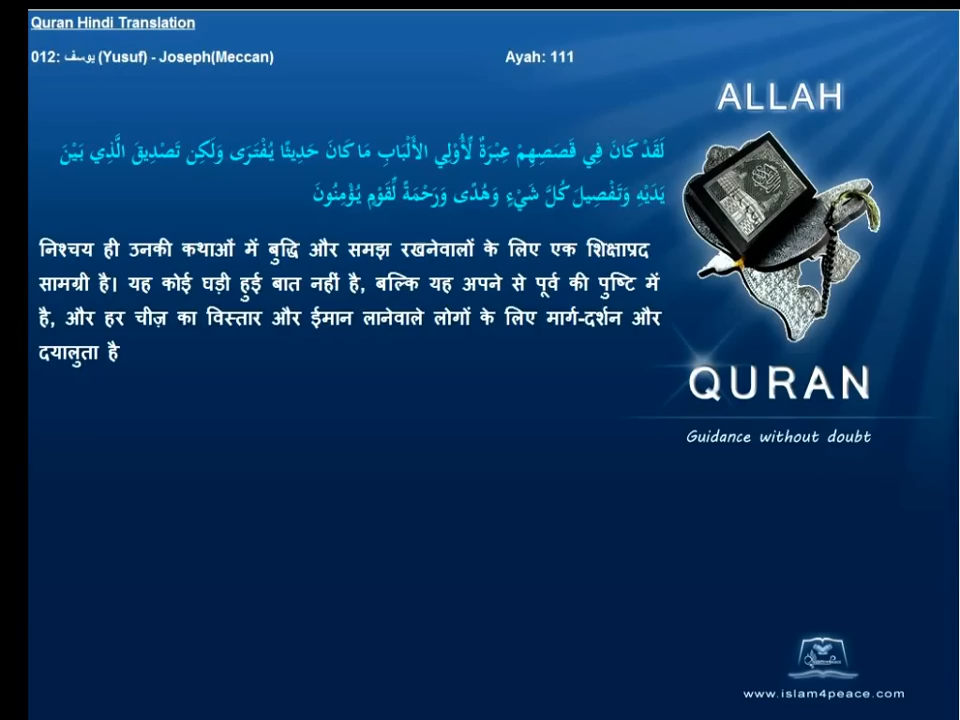 Quran Hindi Translation
012: يوسف (Yusuf) - Joseph(Meccan) Ayah: 111
ALLAH
لَقَدْ كَانَ فِي قَصَصِهِمْ عِبْرَةٌ لِّأُوْلِي الأَلْبَابِ مَا كَانَ حَدِيثًا يُفْتَرَى وَلَكِن تَصْدِيقَ الَّذِي بَيْنَ
يَدَيْهِ وَتَفْصِيلَ كُلَّ شَيْءٍ وَهُدًى وَرَحْمَةً لِّقَوْمٍ يُؤْمِنُونَ
निश्चय ही उनकी कथाओं में बुद्धि और समझ रखनेवालों के लिए एक शिक्षाप्रद
सामग्री है। यह कोई घड़ी हुई बात नहीं है, बल्कि यह अपने से पूर्व की पुष्टि में
है, और हर चीज़ का विस्तार और ईमान लानेवाले लोगों के लिए मार्ग-दर्शन और
दयालुता है
QURAN
Guidance without doubt
www.islam4peace.com